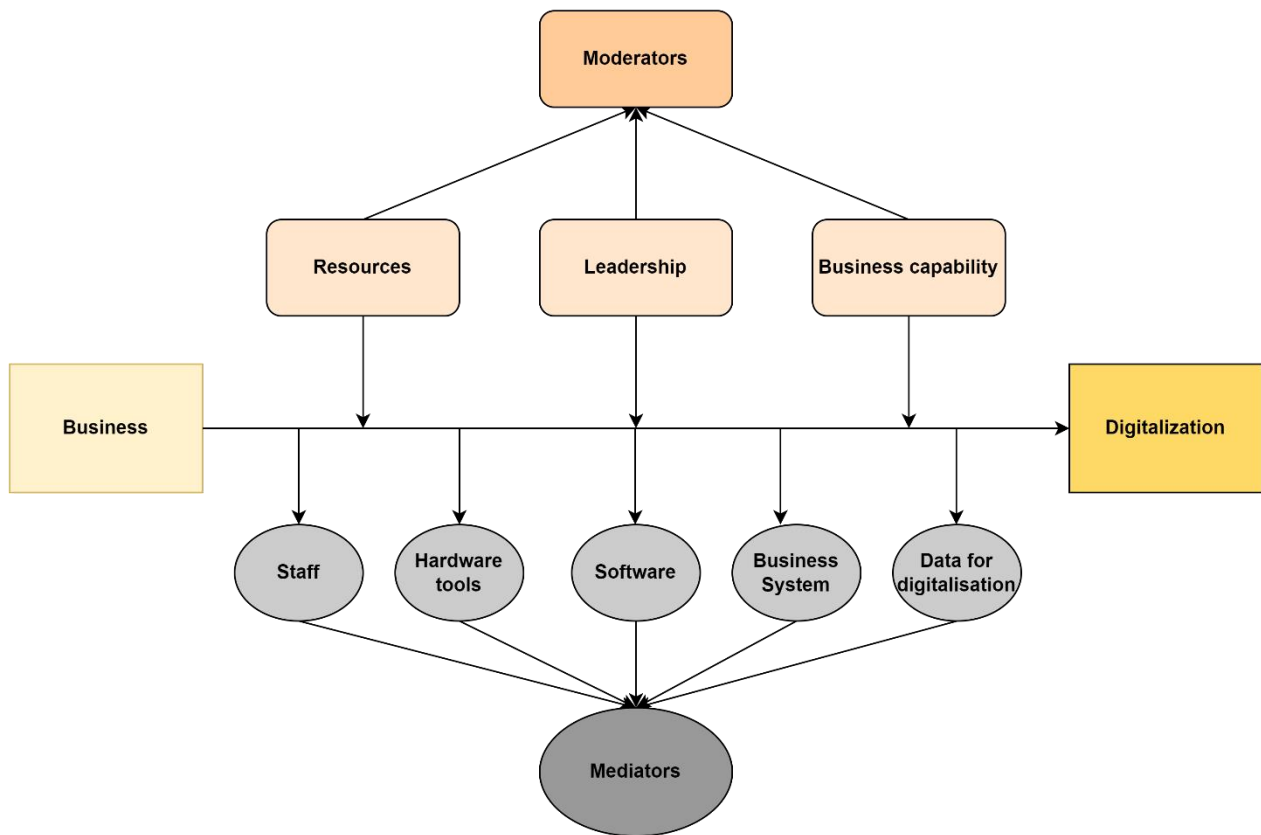 Moderators
Resources
Leadership
Business capability
Business
Digitalization
Staff
Hardware
tools
Software
Business
System
Data for
digitalisation
Mediators